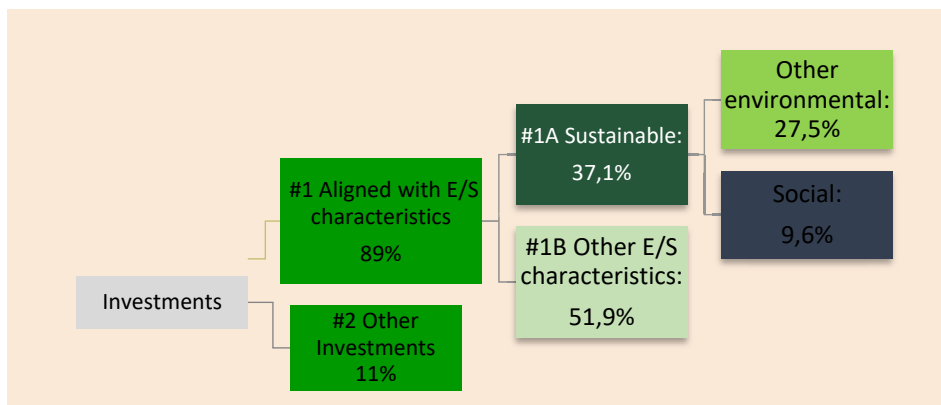 Investments
#1 Aligned with E/S
characteristics
89%
#2 Other
Investments
11%
#1A Sustainable:
37,1%
#1B Other E/S
characteristics:
51,9%
Other
environmental:
27,5%
Social:
9,6%